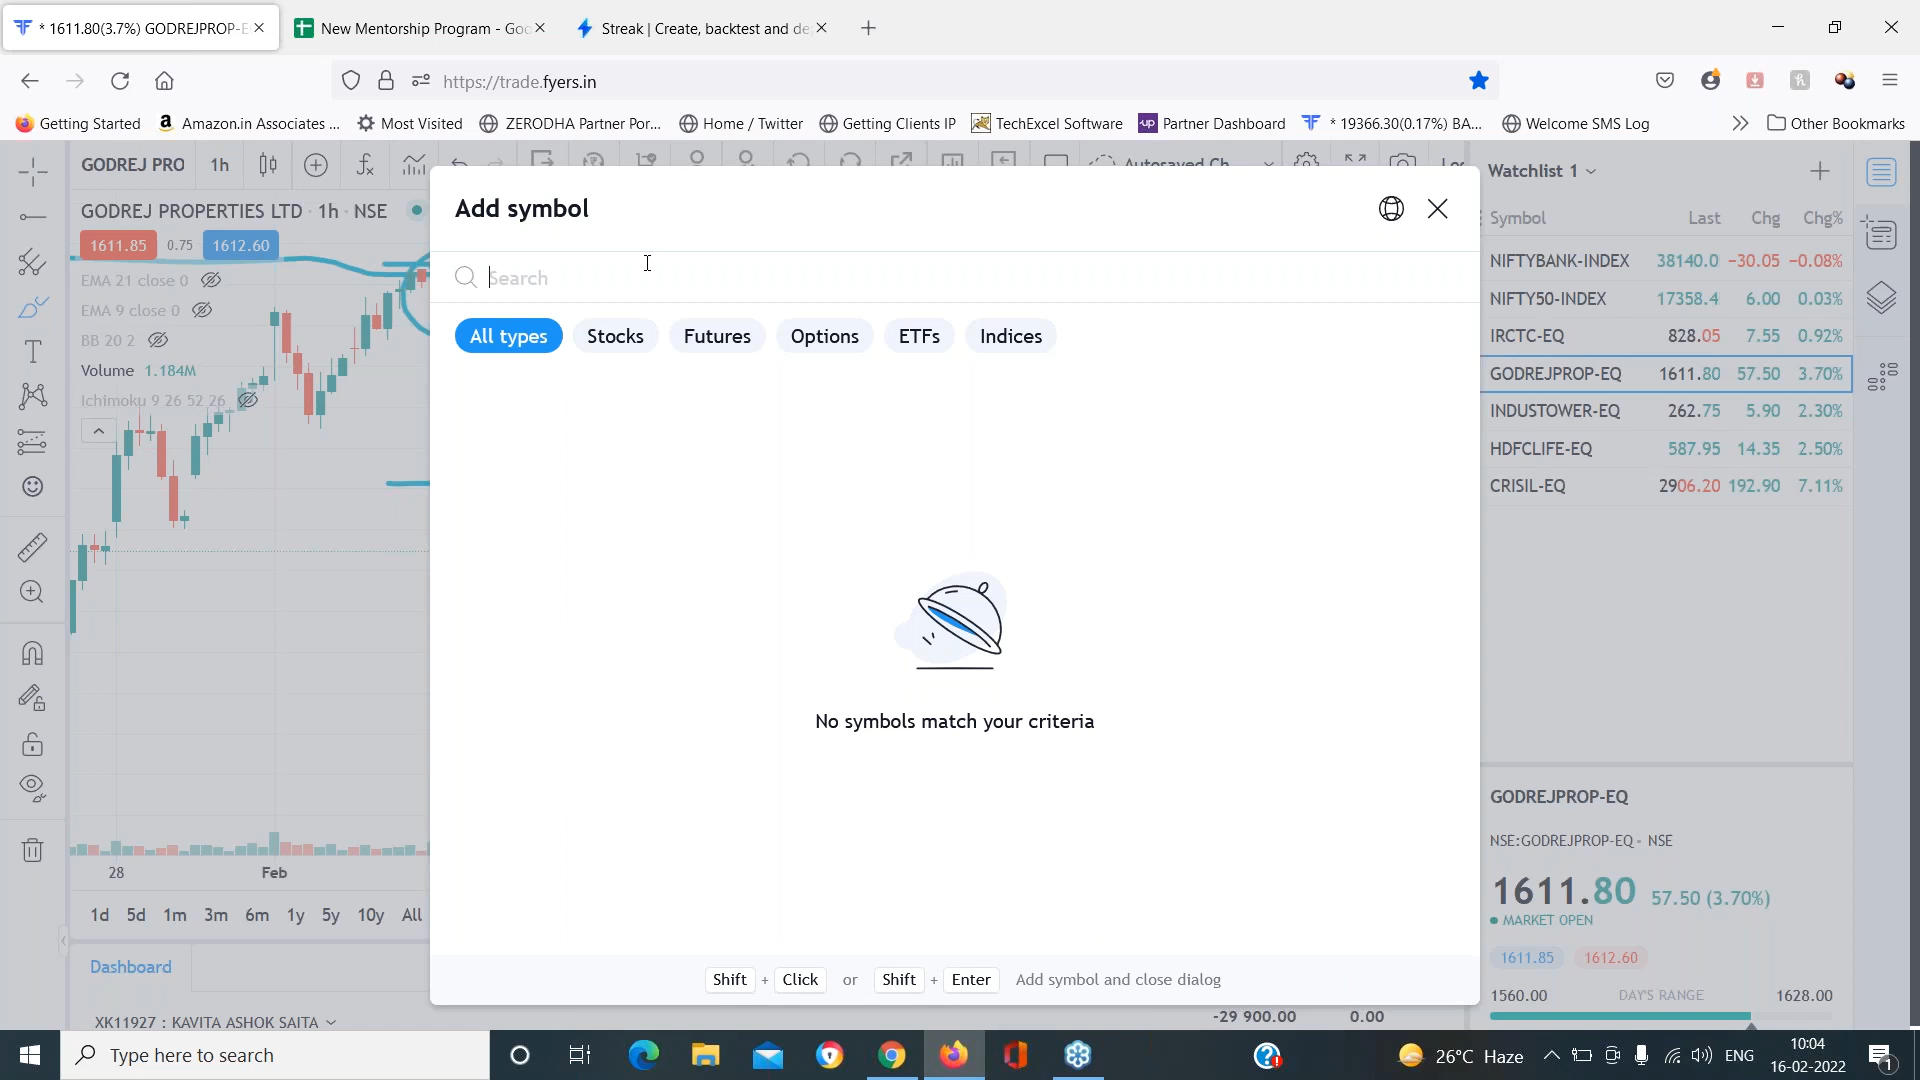 * 1611.80(3.7%) GODREJPROP-E
New Mentorship Program - Goo
Streak | Create, backtest and de
https://trade.fyers.in
Getting Started
Amazon.in Associates ...
Most Visited
ZERODHA Partner Por...
Home / Twitter
Getting Clients IP
TechExcel Software
up Partner Dashboard
* 19366.30(0.17%) BA...
Welcome SMS Log
Other Bookmarks
GODREJ PRO 1h
Autosaved Ch
GODREJ PROPERTIES LTD · 1h · NSE
1611.85 0.75 1612.60
EMA 21 close 0
EMA 9 close 0
BB 20 2
Volume 1.184M
Ichimoku 9 26 52 26
28 Feb
1d 5d 1m 3m 6m 1y 5y 10y All
Dashboard
XK11927 : KAVITA ASHOK SAITA
Add symbol
Search
All types Stocks Futures Options ETFs Indices
No symbols match your criteria
Shift + Click or Shift + Enter Add symbol and close dialog
-29 900.00 0.00
Watchlist 1
Symbol Last Chg Chg%
NIFTYBANK-INDEX 38140.0 -30.05 -0.08%
NIFTY50-INDEX 17358.4 6.00 0.03%
IRCTC-EQ 828.05 7.55 0.92%
GODREJPROP-EQ 1611.80 57.50 3.70%
INDUSTOWER-EQ 262.75 5.90 2.30%
HDFCLIFE-EQ 587.95 14.35 2.50%
CRISIL-EQ 2906.20 192.90 7.11%
GODREJPROP-EQ
NSE:GODREJPROP-EQ • NSE
1611.80 57.50 (3.70%)
MARKET OPEN
1611.85 1612.60
1560.00 DAY'S RANGE 1628.00
Type here to search
26°C Haze
ENG
10:04
16-02-2022
1